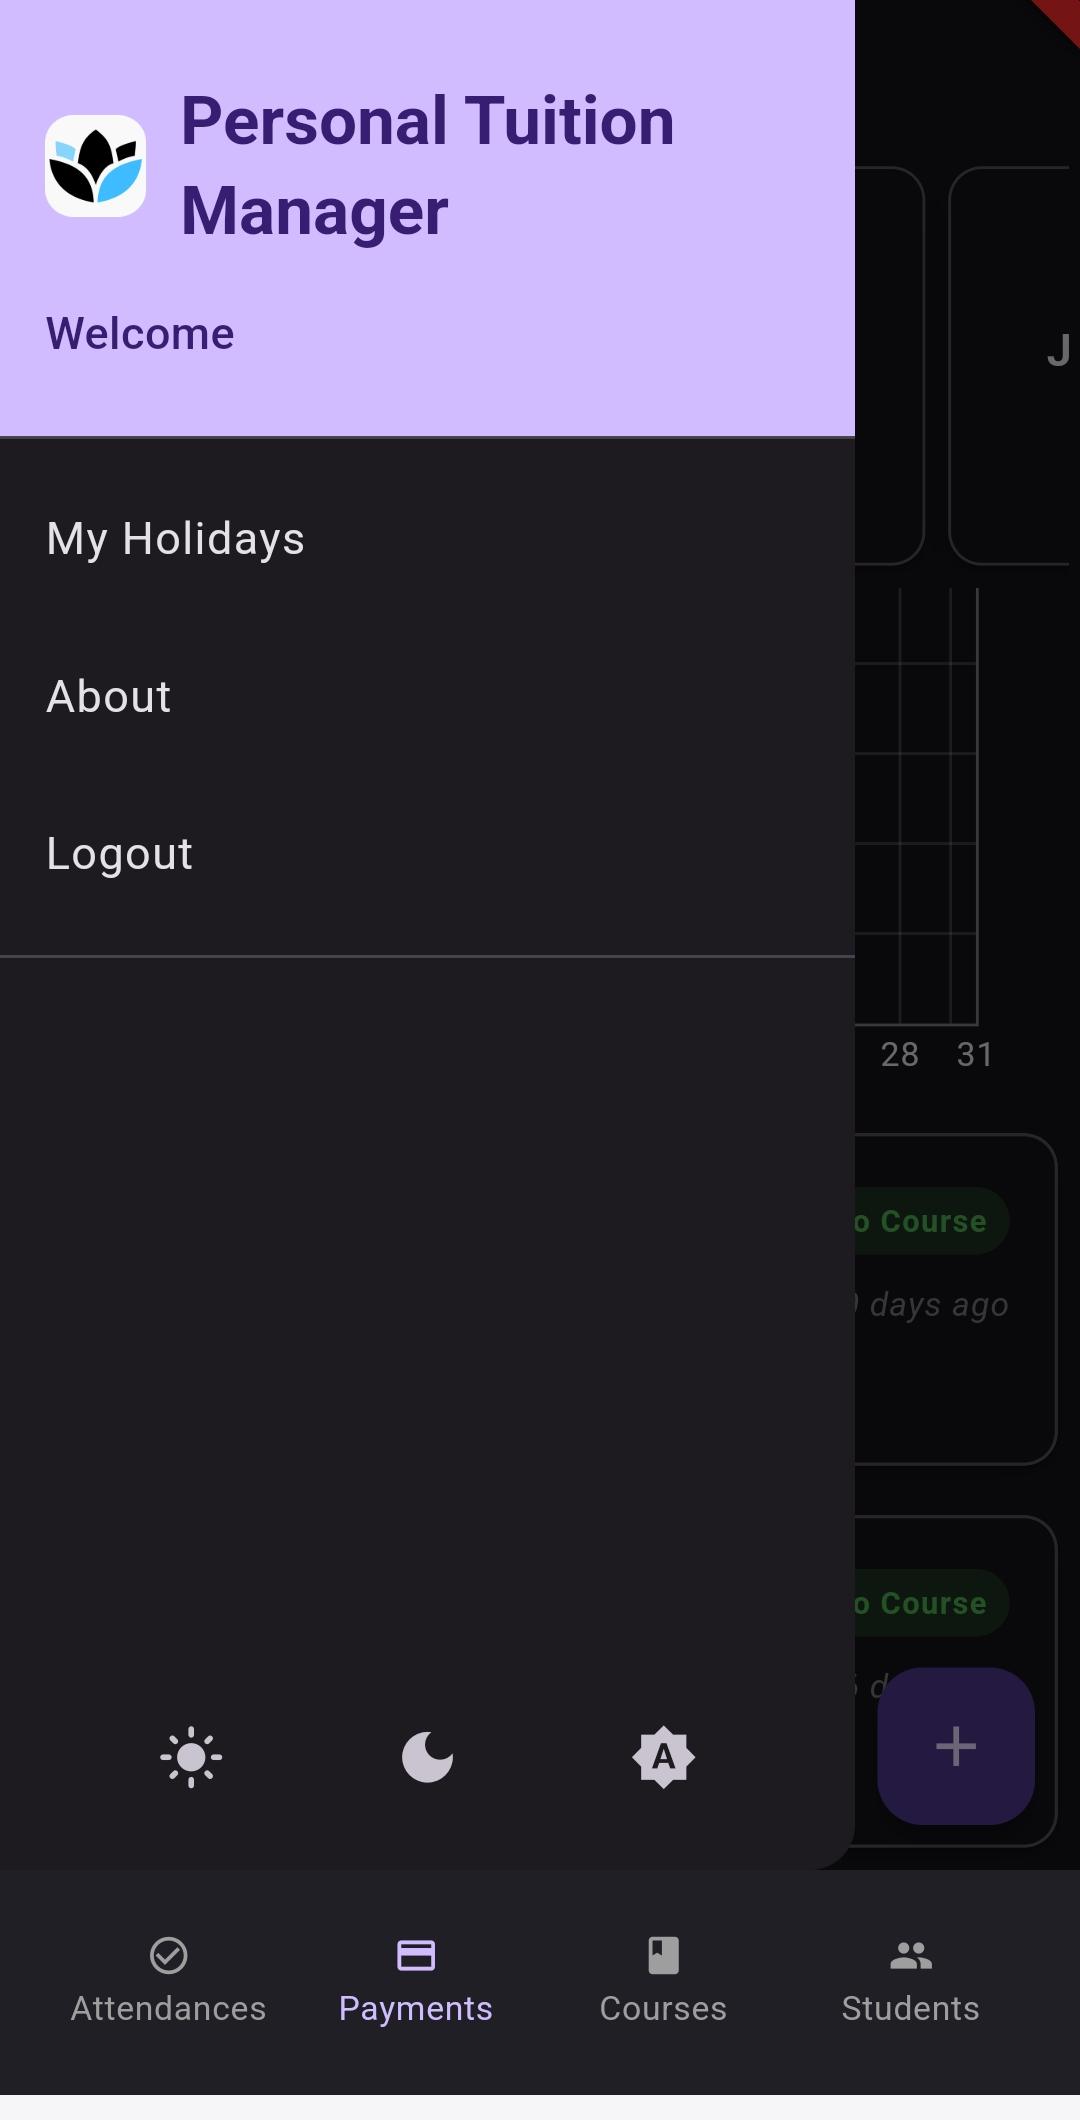 Personal Tuition
Manager
Welcome
J
My Holidays
About
Logout
28 31
Course
days ago
Course
A
Attendances Payments Courses Students